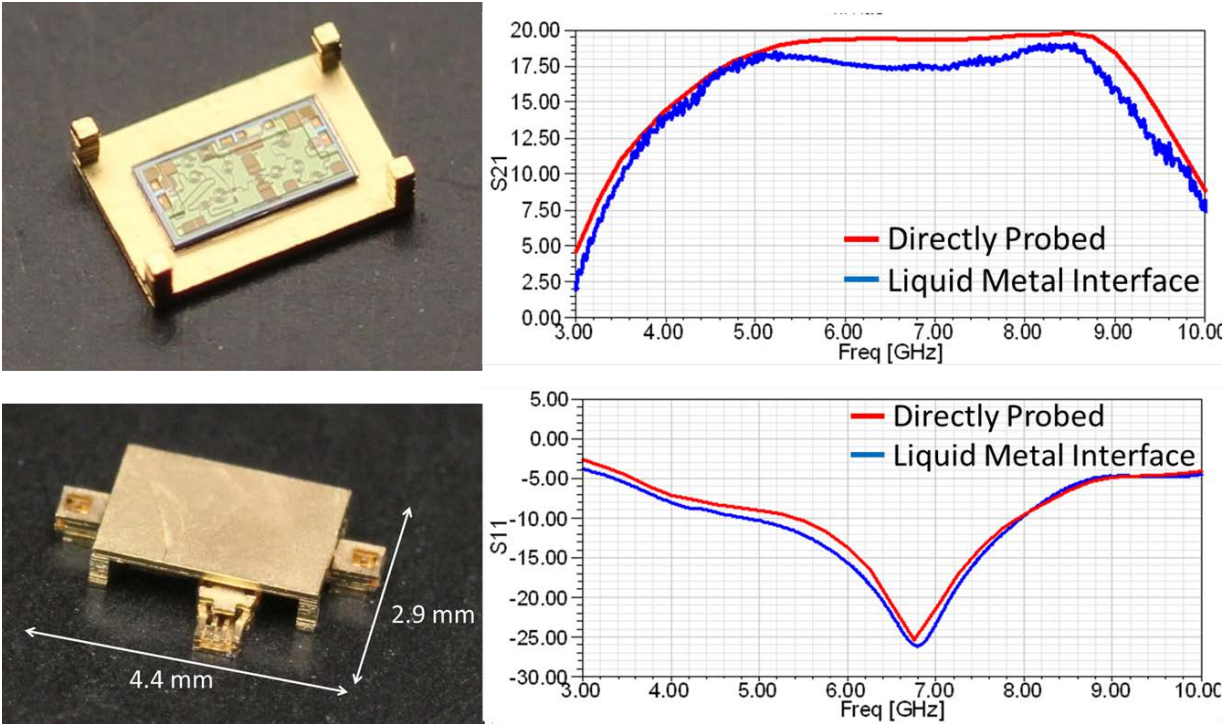 20.00
17.50
15.00
12.50
10.00
7.50
5.00
2.50
0.00
S21
Directly Probed
Liquid Metal Interface
3.00 4.00 5.00 6.00 7.00 8.00 9.00 10.00
Freq [GHz]
5.00
0.00
-5.00
-10.00
-15.00
-20.00
-25.00
-30.00
S11
Directly Probed
Liquid Metal Interface
3.00 4.00 5.00 6.00 7.00 8.00 9.00 10.00
Freq [GHz]
2.9 mm
4.4 mm